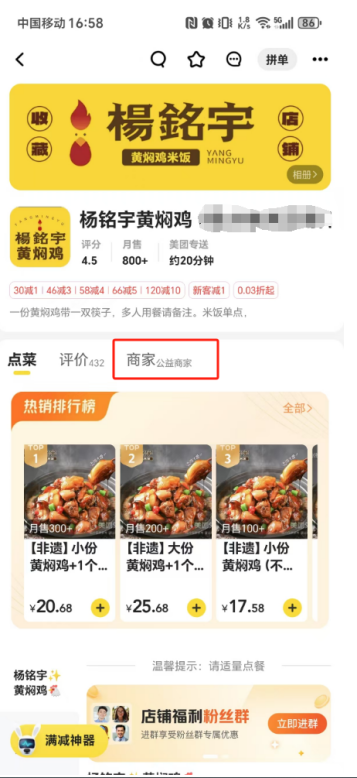 中国移动 16:58
1.8 K/s 5G 86
拼单
收藏
楊銘宇
黄焖鸡米饭
YANG MINGYU
店铺
相册>
楊銘宇
黄焖鸡
杨铭宇黄焖鸡
评分 月售 美团专送
4.5 800+ 约20分钟
30减1 46减3 58减4 66减5 120减10 新客减1 0.03折起
一份黄焖鸡带一双筷子，多人用餐请备注。米饭单点，
点菜 评价432 商家公益商家
热销排行榜
全部>
TOP 1
TOP 2
TOP 3
月售300+
月售200+
月售100+
【非遗】小份
黄焖鸡+1个...
【非遗】大份
黄焖鸡+1个...
【非遗】小份
黄焖鸡（不...
¥20.68
¥25.68
¥17.58
温馨提示：请适量点餐
杨铭宇
黄焖鸡
店铺福利粉丝群
进群享受粉丝群专属优惠
立即进群
满减神器